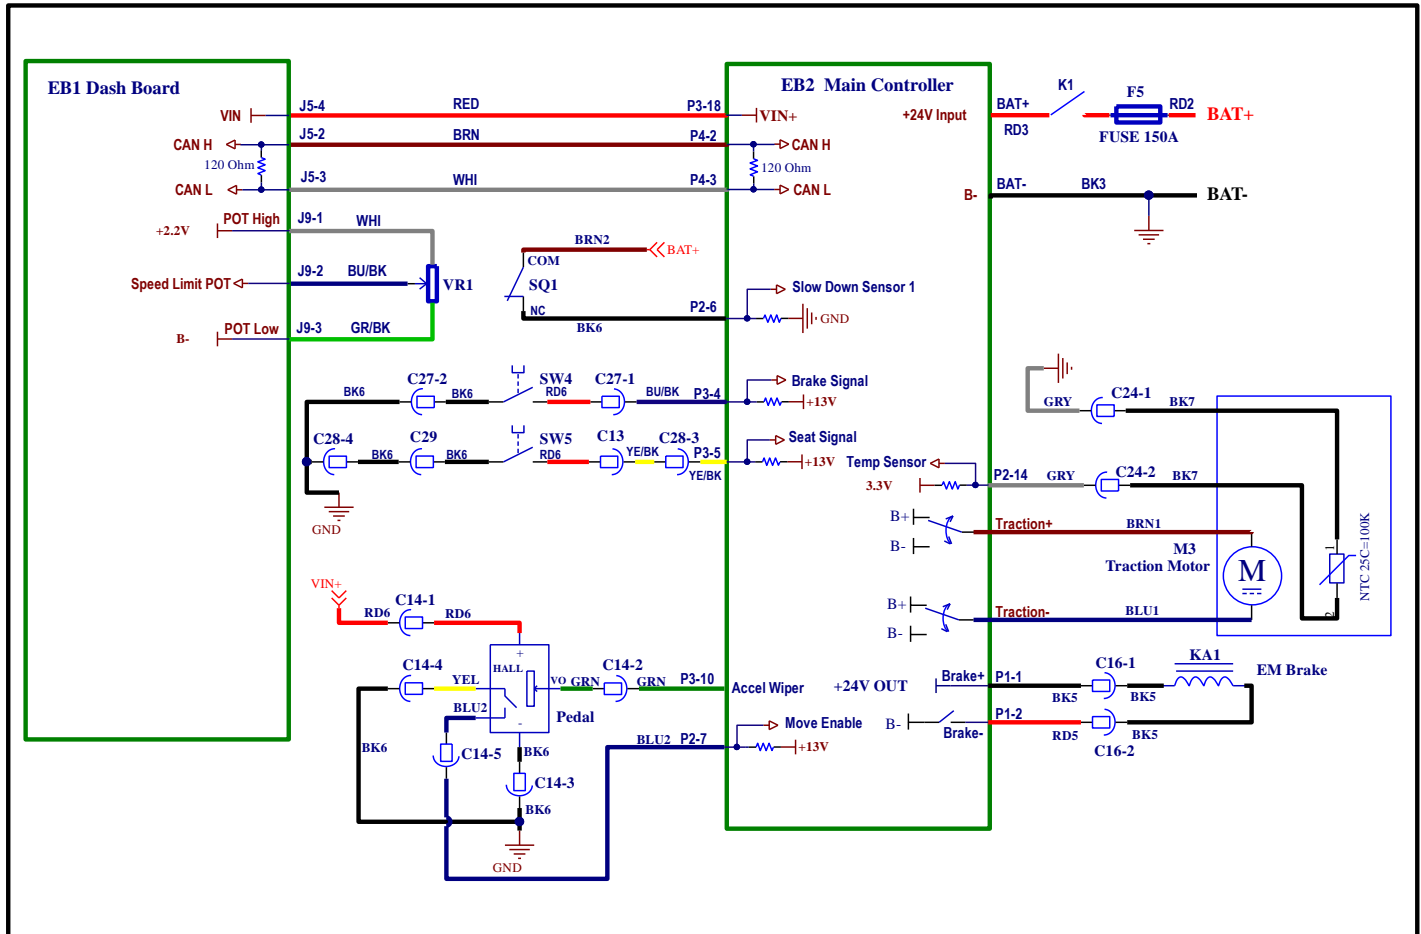 EB1 Dash Board
EB2 Main Controller
VIN J5-4 RED P3-18 VIN+
CAN H J5-2 BRN P4-2 CAN H
120 Ohm 120 Ohm
CAN L J5-3 WHI P4-3 CAN L
POT High J9-1 WHI
+2.2V
Speed Limit POT J9-2 BU/BK VR1
POT Low J9-3 GR/BK
B-
+24V Input BAT+ K1 F5 RD2 BAT+
RD3 FUSE 150A
B- BAT- BK3 BAT-
BRN2 BAT+
COM
SQ1
NC
BK6 P2-6 Slow Down Sensor 1
GND
BK6 C27-2 BK6 SW4 RD6 C27-1 BU/BK P3-4 Brake Signal
+13V
C28-4 BK6 C29 BK6 SW5 RD6 C13 YE/BK C28-3 P3-5 Seat Signal
YE/BK +13V
GND
GRY C24-1 BK7
Temp Sensor P2-14 GRY C24-2 BK7
3.3V
B+ Traction+ BRN1
B-
M3
Traction Motor M
1
NTC 25C=100K
2
B+ Traction- BLU1
B-
VIN+
RD6 C14-1 RD6
C14-4 YEL HALL + VO GRN C14-2 GRN P3-10 Accel Wiper
BLU2 - Pedal
BK6 C14-5 BK6 BLU2 P2-7 Move Enable
+13V
C14-3
BK6
GND
+24V OUT Brake+ P1-1 C16-1 KA1 EM Brake
BK5 BK5
B- Brake- P1-2 RD5 C16-2 BK5